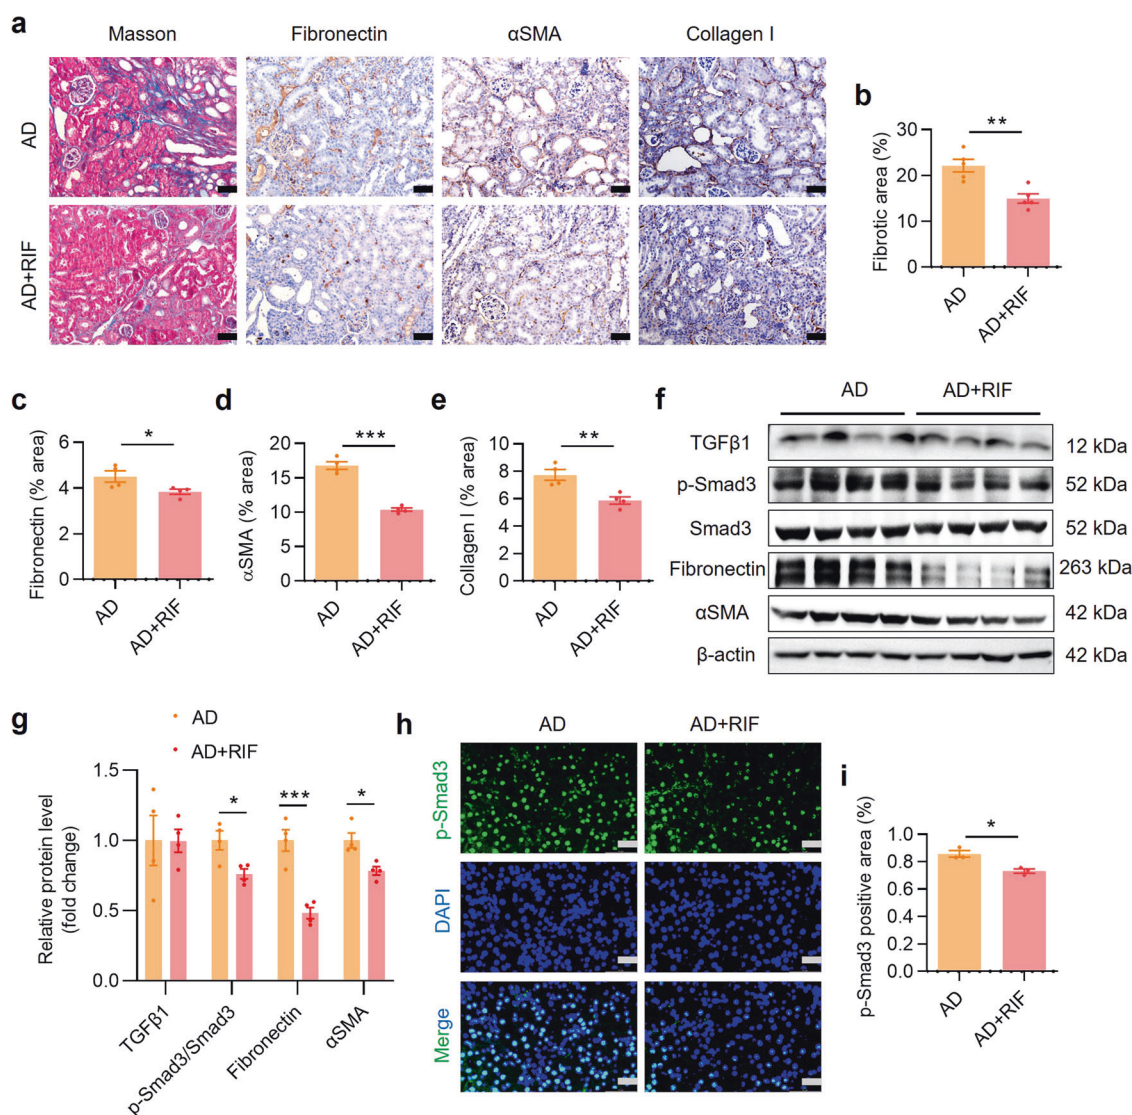 a
Masson Fibronectin αSMA Collagen I
AD
AD+RIF
b
Fibrotic area (%)
30
20
10
0
**
AD
AD+RIF
c
Fibronectin (% area)
6
4
2
0
*
AD
AD+RIF
d
αSMA (% area)
20
15
10
5
0
***
AD
AD+RIF
e
Collagen I (% area)
10
8
6
4
2
0
**
AD
AD+RIF
f
AD AD+RIF
TGFβ1 12 kDa
p-Smad3 52 kDa
Smad3 52 kDa
Fibronectin 263 kDa
αSMA 42 kDa
β-actin 42 kDa
g
AD
AD+RIF
Relative protein level
(fold change)
1.5
1.0
0.5
0.0
* *** *
TGFβ1
p-Smad3/Smad3
Fibronectin
αSMA
h
AD AD+RIF
p-Smad3
DAPI
Merge
i
p-Smad3 positive area (%)
1.0
0.8
0.6
0.4
0.2
0.0
*
AD
AD+RIF